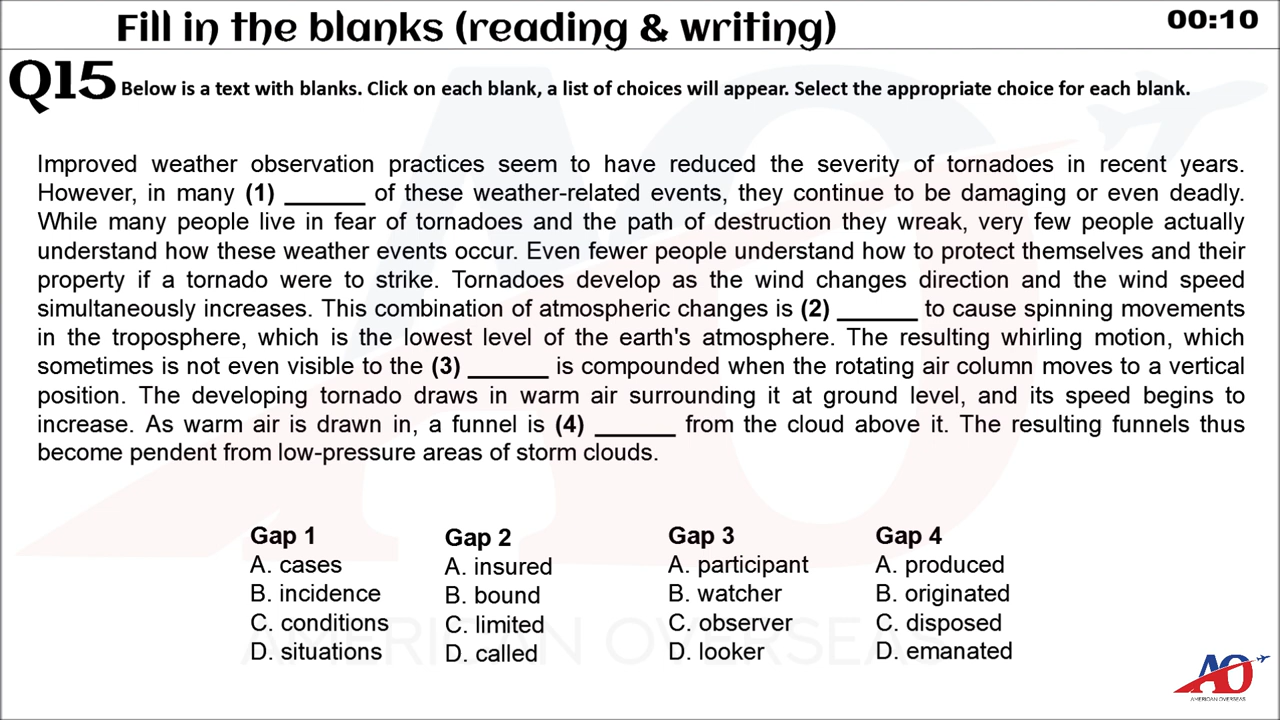 Fill in the blanks (reading & writing)
00:10
Q15 Below is a text with blanks. Click on each blank, a list of choices will appear. Select the appropriate choice for each blank.
Improved weather observation practices seem to have reduced the severity of tornadoes in recent years.
However, in many (1) ______ of these weather-related events, they continue to be damaging or even deadly.
While many people live in fear of tornadoes and the path of destruction they wreak, very few people actually
understand how these weather events occur. Even fewer people understand how to protect themselves and their
property if a tornado were to strike. Tornadoes develop as the wind changes direction and the wind speed
simultaneously increases. This combination of atmospheric changes is (2) ______ to cause spinning movements
in the troposphere, which is the lowest level of the earth's atmosphere. The resulting whirling motion, which
sometimes is not even visible to the (3) ______ is compounded when the rotating air column moves to a vertical
position. The developing tornado draws in warm air surrounding it at ground level, and its speed begins to
increase. As warm air is drawn in, a funnel is (4) ______ from the cloud above it. The resulting funnels thus
become pendent from low-pressure areas of storm clouds.
Gap 1
A. cases
B. incidence
C. conditions
D. situations
Gap 2
A. insured
B. bound
C. limited
D. called
Gap 3
A. participant
B. watcher
C. observer
D. looker
Gap 4
A. produced
B. originated
C. disposed
D. emanated
AMERICAN OVERSEAS
AO
AMERICAN OVERSEAS